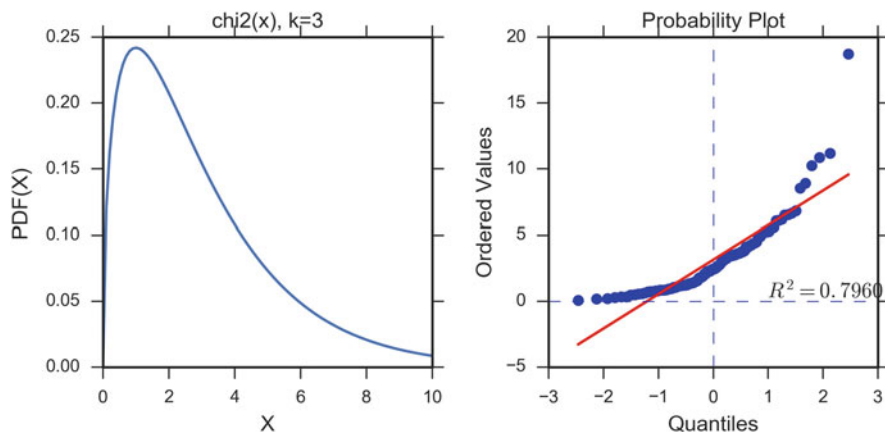 chi2(x), k=3
PDF(X)
0.25
0.20
0.15
0.10
0.05
0.00
0 2 4 6 8 10
X
Probability Plot
Ordered Values
20
15
10
5
0
−5
R² = 0.7960
−3 −2 −1 0 1 2 3
Quantiles